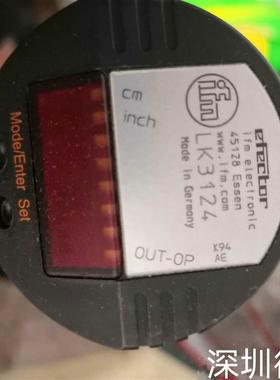 ifm
efector
ifm electronic
45128 Essen
www.ifm.com
LK3124
Made in Germany
K94
AE
cm
inch
OUT-OP
Mode/Enter Set
深圳